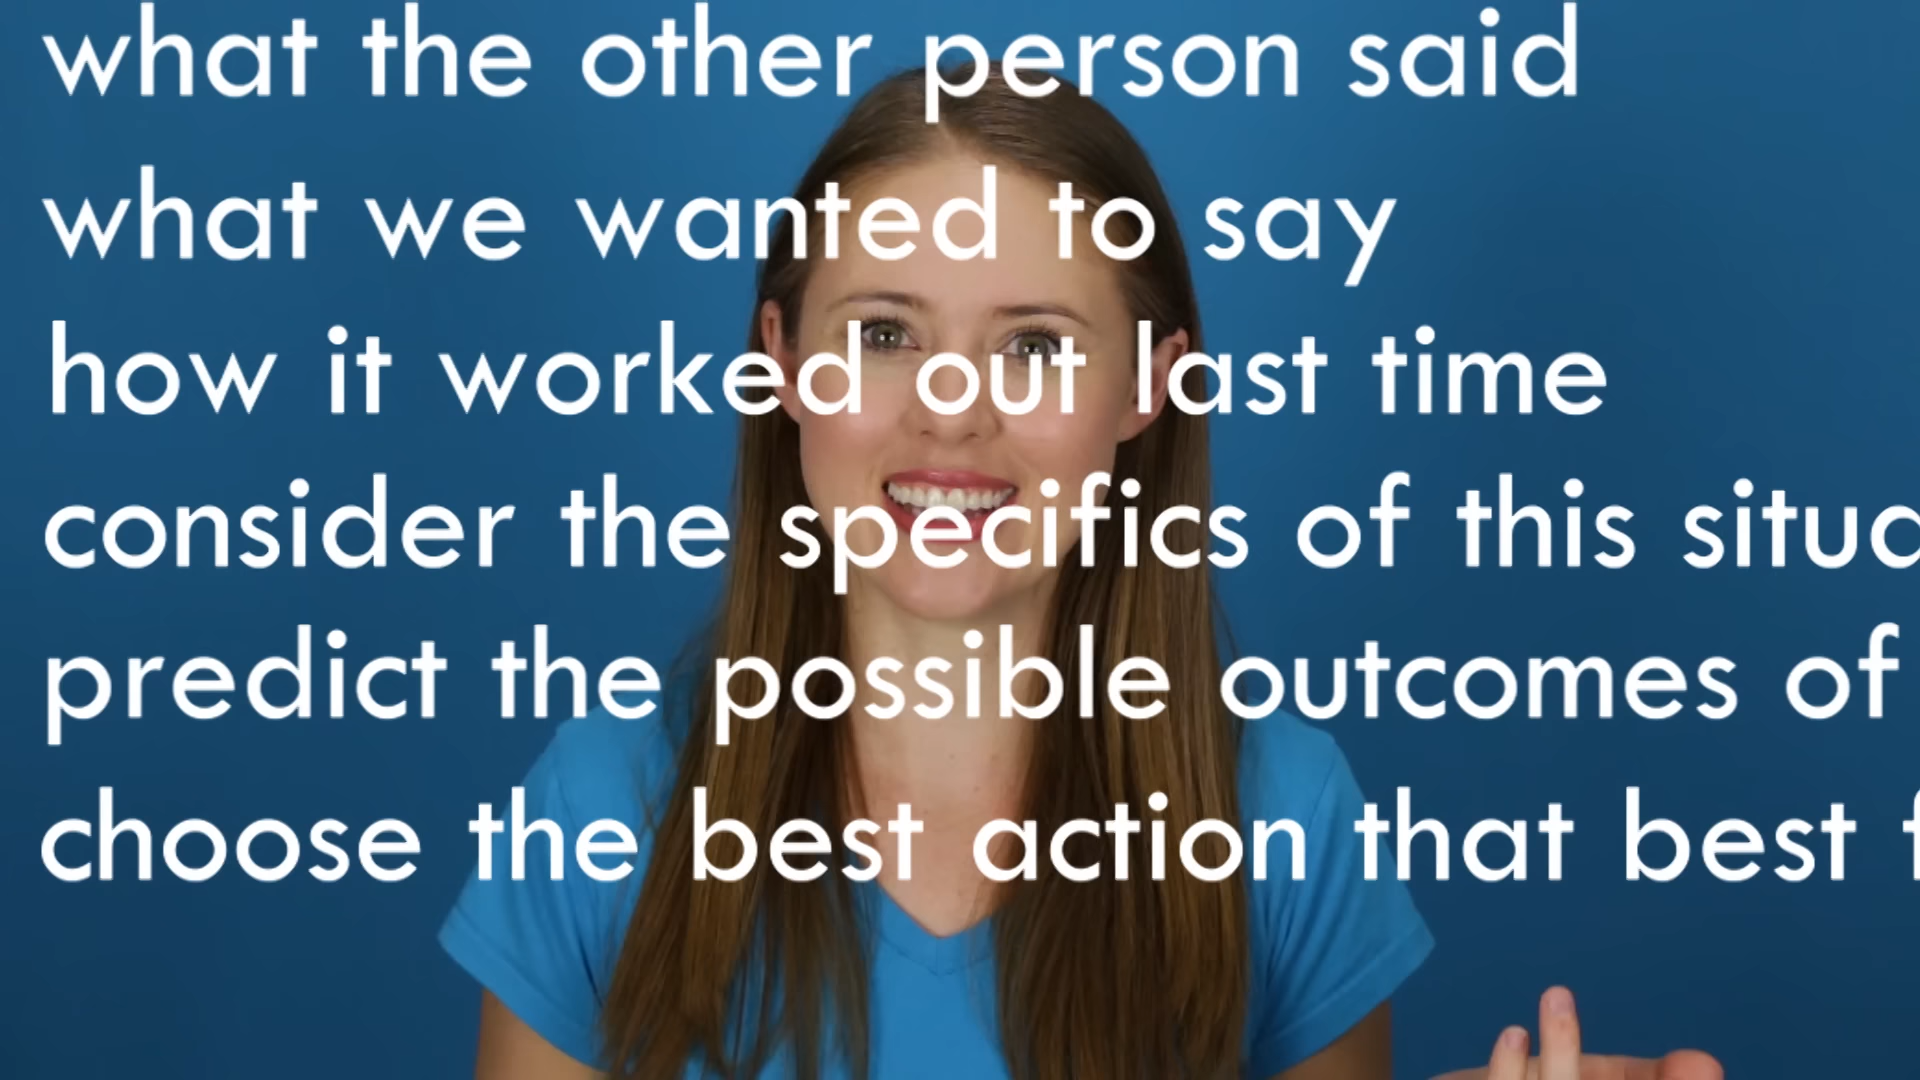 what the other person said
what we wanted to say
how it worked out last time
consider the specifics of this
predict the possible outcomes of
choose the best action that best